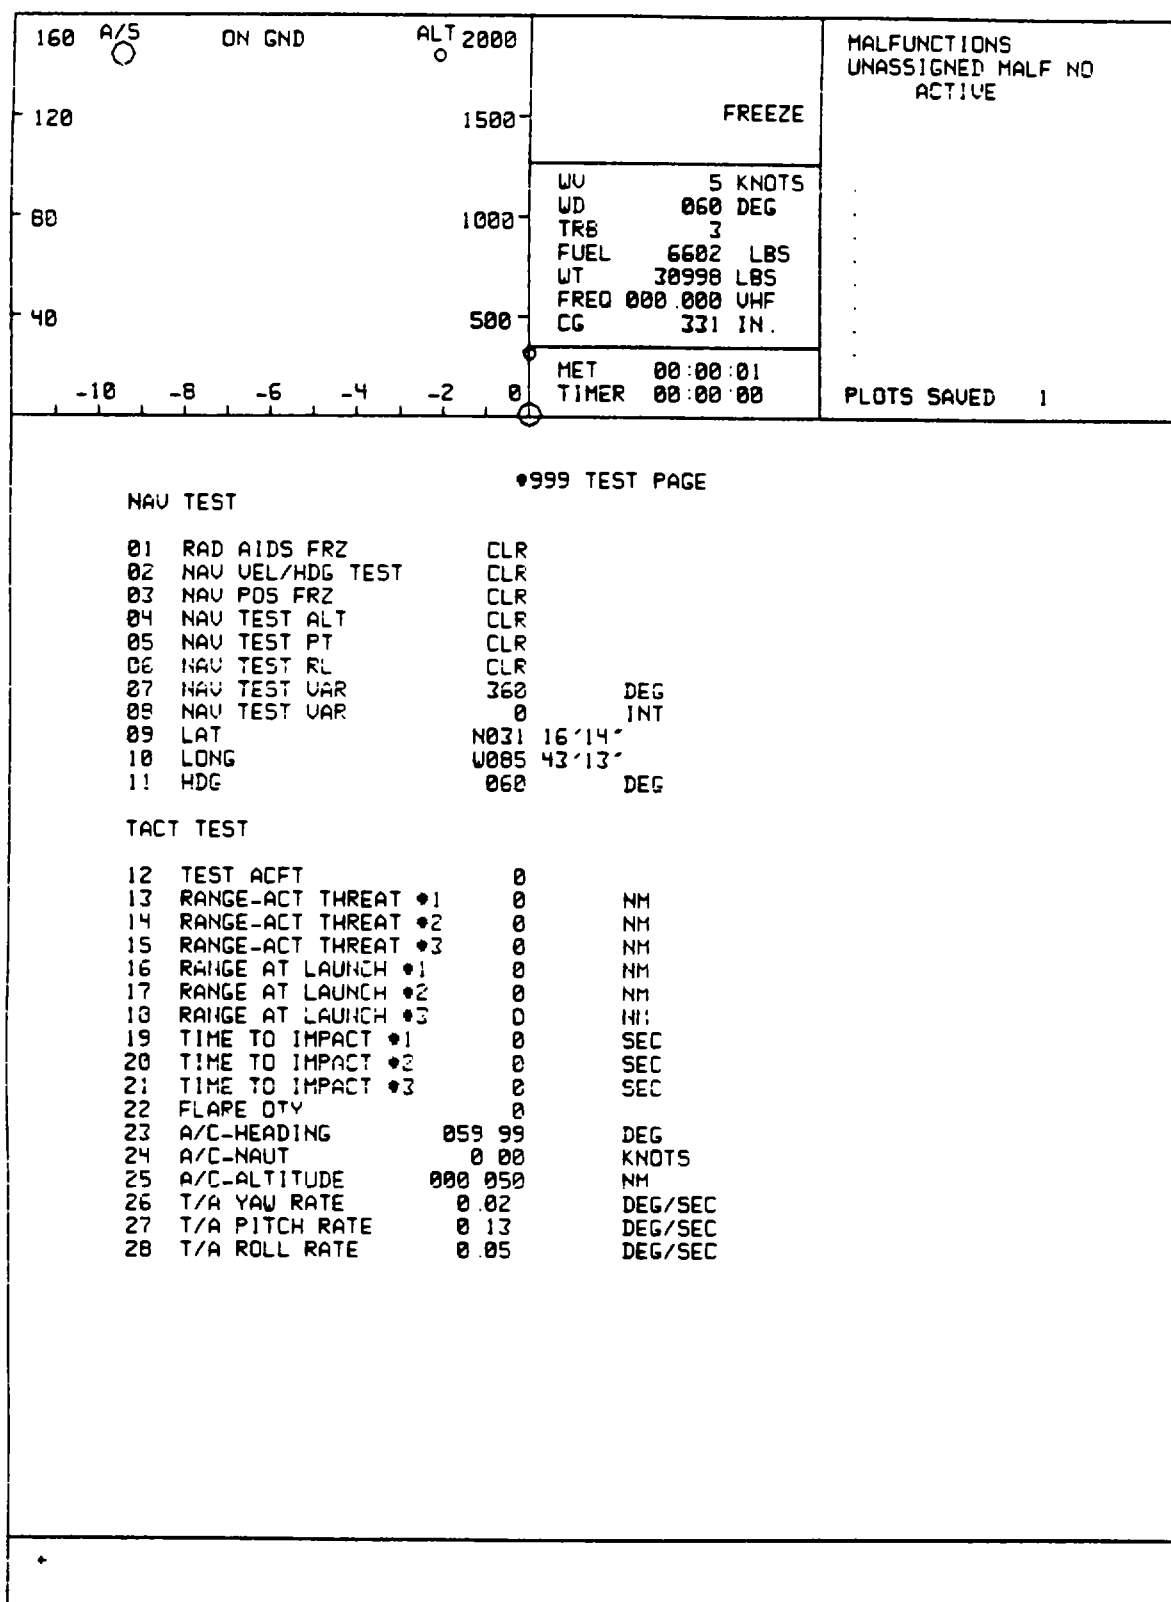 160 A/S ON GND ALT 2000
120 1500
80 1000
40 500
-10 -8 -6 -4 -2 0
FREEZE
WV 5 KNOTS
WD 060 DEG
TRB 3
FUEL 6602 LBS
WT 30998 LBS
FREQ 000.000 VHF
CG 331 IN.
MET 00:00:01
TIMER 00:00:00
MALFUNCTIONS
UNASSIGNED MALF NO
ACTIVE
PLOTS SAVED 1
#999 TEST PAGE
NAV TEST
01 RAD AIDS FRZ CLR
02 NAV VEL/HDG TEST CLR
03 NAV POS FRZ CLR
04 NAV TEST ALT CLR
05 NAV TEST PT CLR
06 NAV TEST RL CLR
07 NAV TEST VAR 360 DEG
08 NAV TEST VAR 0 INT
09 LAT N031 16'14"
10 LONG W085 43'13"
11 HDG 060 DEG
TACT TEST
12 TEST ACFT 0
13 RANGE-ACT THREAT #1 0 NM
14 RANGE-ACT THREAT #2 0 NM
15 RANGE-ACT THREAT #3 0 NM
16 RANGE AT LAUNCH #1 0 NM
17 RANGE AT LAUNCH #2 0 NM
18 RANGE AT LAUNCH #3 0 NM
19 TIME TO IMPACT #1 0 SEC
20 TIME TO IMPACT #2 0 SEC
21 TIME TO IMPACT #3 0 SEC
22 FLARE QTY 0
23 A/C-HEADING 059 99 DEG
24 A/C-NAUT 0 00 KNOTS
25 A/C-ALTITUDE 000 050 NM
26 T/A YAW RATE 0.02 DEG/SEC
27 T/A PITCH RATE 0 13 DEG/SEC
28 T/A ROLL RATE 0.05 DEG/SEC